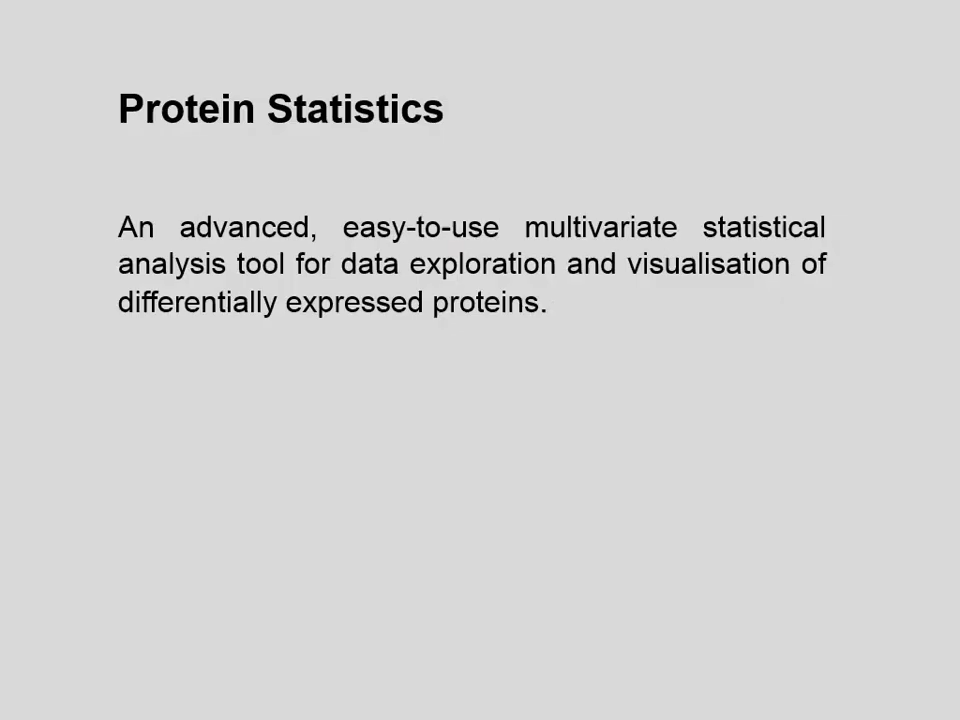 Protein Statistics
An advanced, easy-to-use multivariate statistical
analysis tool for data exploration and visualisation of
differentially expressed proteins.